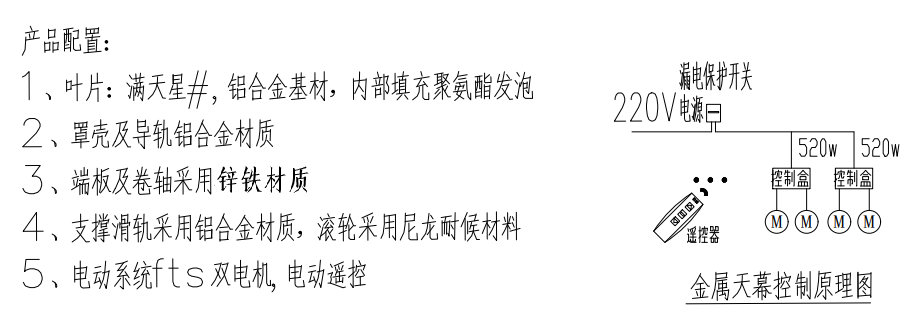 产品配置：
1、叶片：满天星#，铝合金基材，内部填充聚氨酯发泡
2、罩壳及导轨铝合金材质
3、端板及卷轴采用锌铁材质
4、支撑滑轨采用铝合金材质，滚轮采用尼龙耐候材料
5、电动系统fts双电机，电动遥控
漏电保护开关
220V电源
520w 520w
控制盒 控制盒
M M M M
遥控器
金属天幕控制原理图